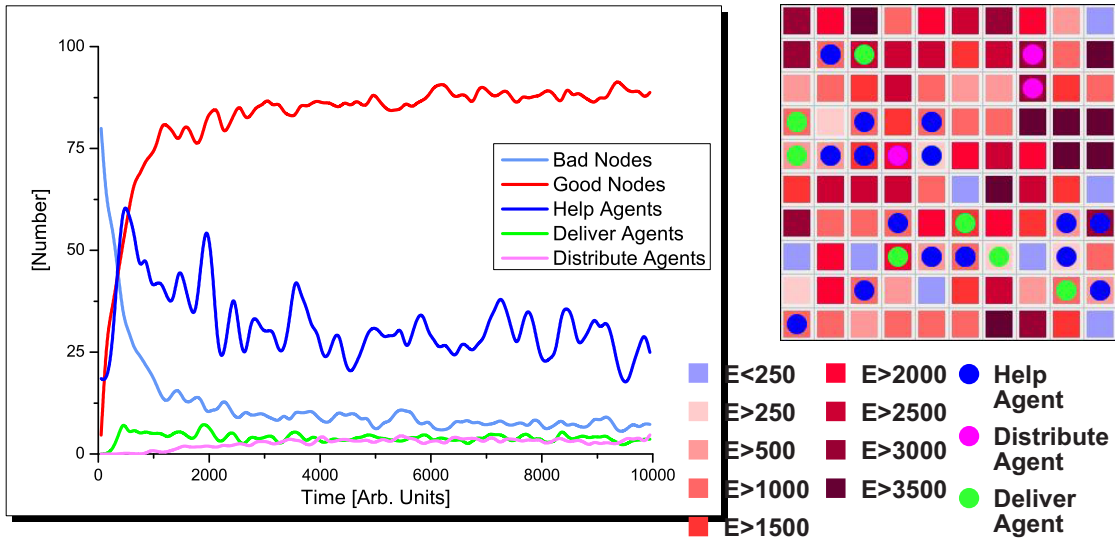 100
75
50
25
0
[Number]
0
2000
4000
6000
8000
10000
Time [Arb. Units]
Bad Nodes
Good Nodes
Help Agents
Deliver Agents
Distribute Agents
E<250
E>250
E>500
E>1000
E>1500
E>2000
E>2500
E>3000
E>3500
Help
Agent
Distribute
Agent
Deliver
Agent